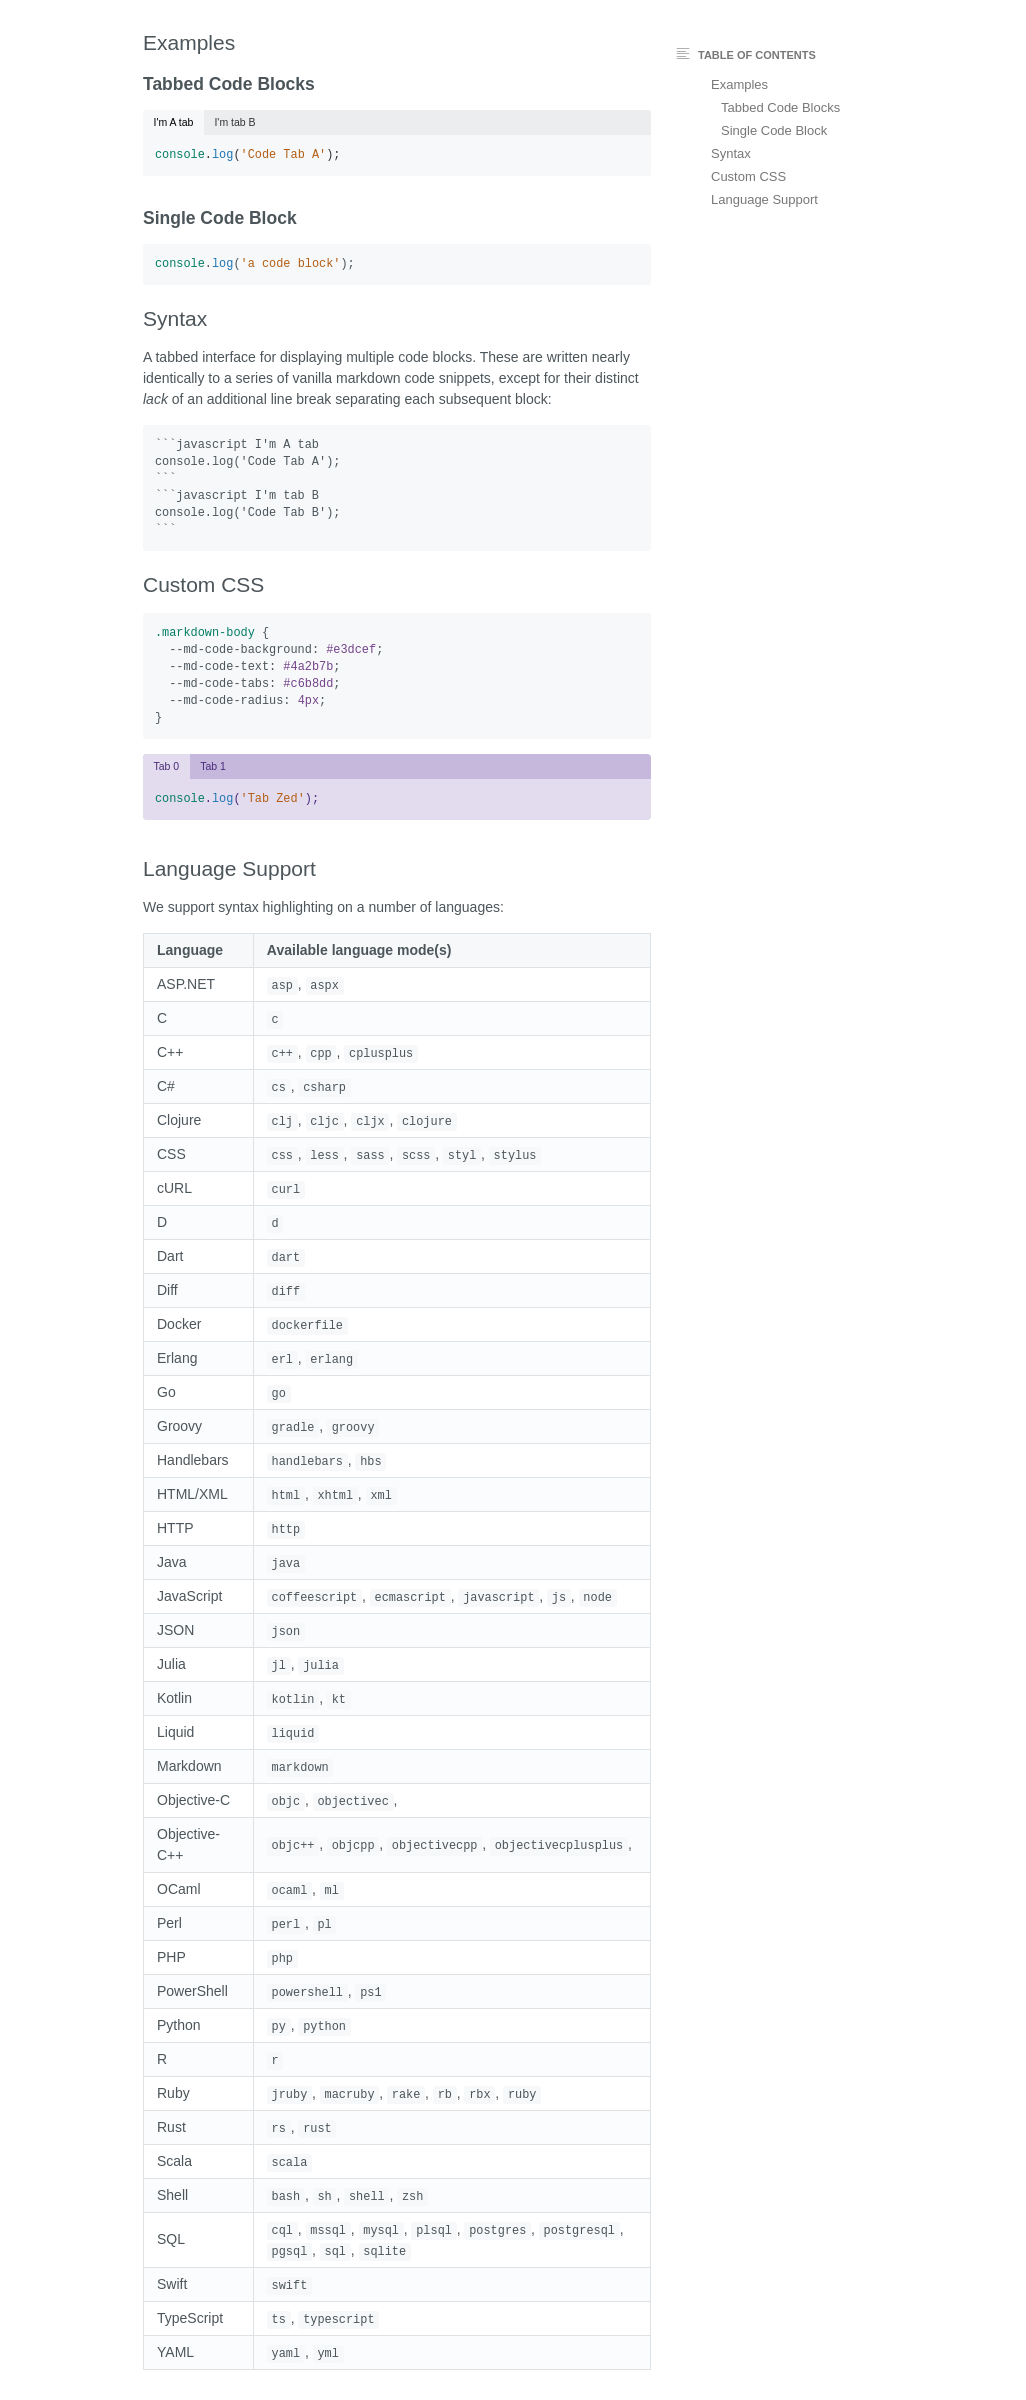 Examples
Tabbed Code Blocks
I'm A tab I'm tab B
console.log('Code Tab A');
Single Code Block
console.log('a code block');
Syntax
A tabbed interface for displaying multiple code blocks. These are written nearly
identically to a series of vanilla markdown code snippets, except for their distinct
lack of an additional line break separating each subsequent block:
```javascript I'm A tab
console.log('Code Tab A');
```
```javascript I'm tab B
console.log('Code Tab B');
```
Custom CSS
.markdown-body {
  --md-code-background: #e3dcef;
  --md-code-text: #4a2b7b;
  --md-code-tabs: #c6b8dd;
  --md-code-radius: 4px;
}
Tab 0 Tab 1
console.log('Tab Zed');
Language Support
We support syntax highlighting on a number of languages:
Language Available language mode(s)
ASP.NET asp, aspx
C c
C++ c++, cpp, cplusplus
C# cs, csharp
Clojure clj, cljc, cljx, clojure
CSS css, less, sass, scss, styl, stylus
cURL curl
D d
Dart dart
Diff diff
Docker dockerfile
Erlang erl, erlang
Go go
Groovy gradle, groovy
Handlebars handlebars, hbs
HTML/XML html, xhtml, xml
HTTP http
Java java
JavaScript coffeescript, ecmascript, javascript, js, node
JSON json
Julia jl, julia
Kotlin kotlin, kt
Liquid liquid
Markdown markdown
Objective-C objc, objectivec,
Objective-
C++ objc++, objcpp, objectivecpp, objectivecplusplus,
OCaml ocaml, ml
Perl perl, pl
PHP php
PowerShell powershell, ps1
Python py, python
R r
Ruby jruby, macruby, rake, rb, rbx, ruby
Rust rs, rust
Scala scala
Shell bash, sh, shell, zsh
SQL cql, mssql, mysql, plsql, postgres, postgresql,
pgsql, sql, sqlite
Swift swift
TypeScript ts, typescript
YAML yaml, yml
TABLE OF CONTENTS
Examples
Tabbed Code Blocks
Single Code Block
Syntax
Custom CSS
Language Support